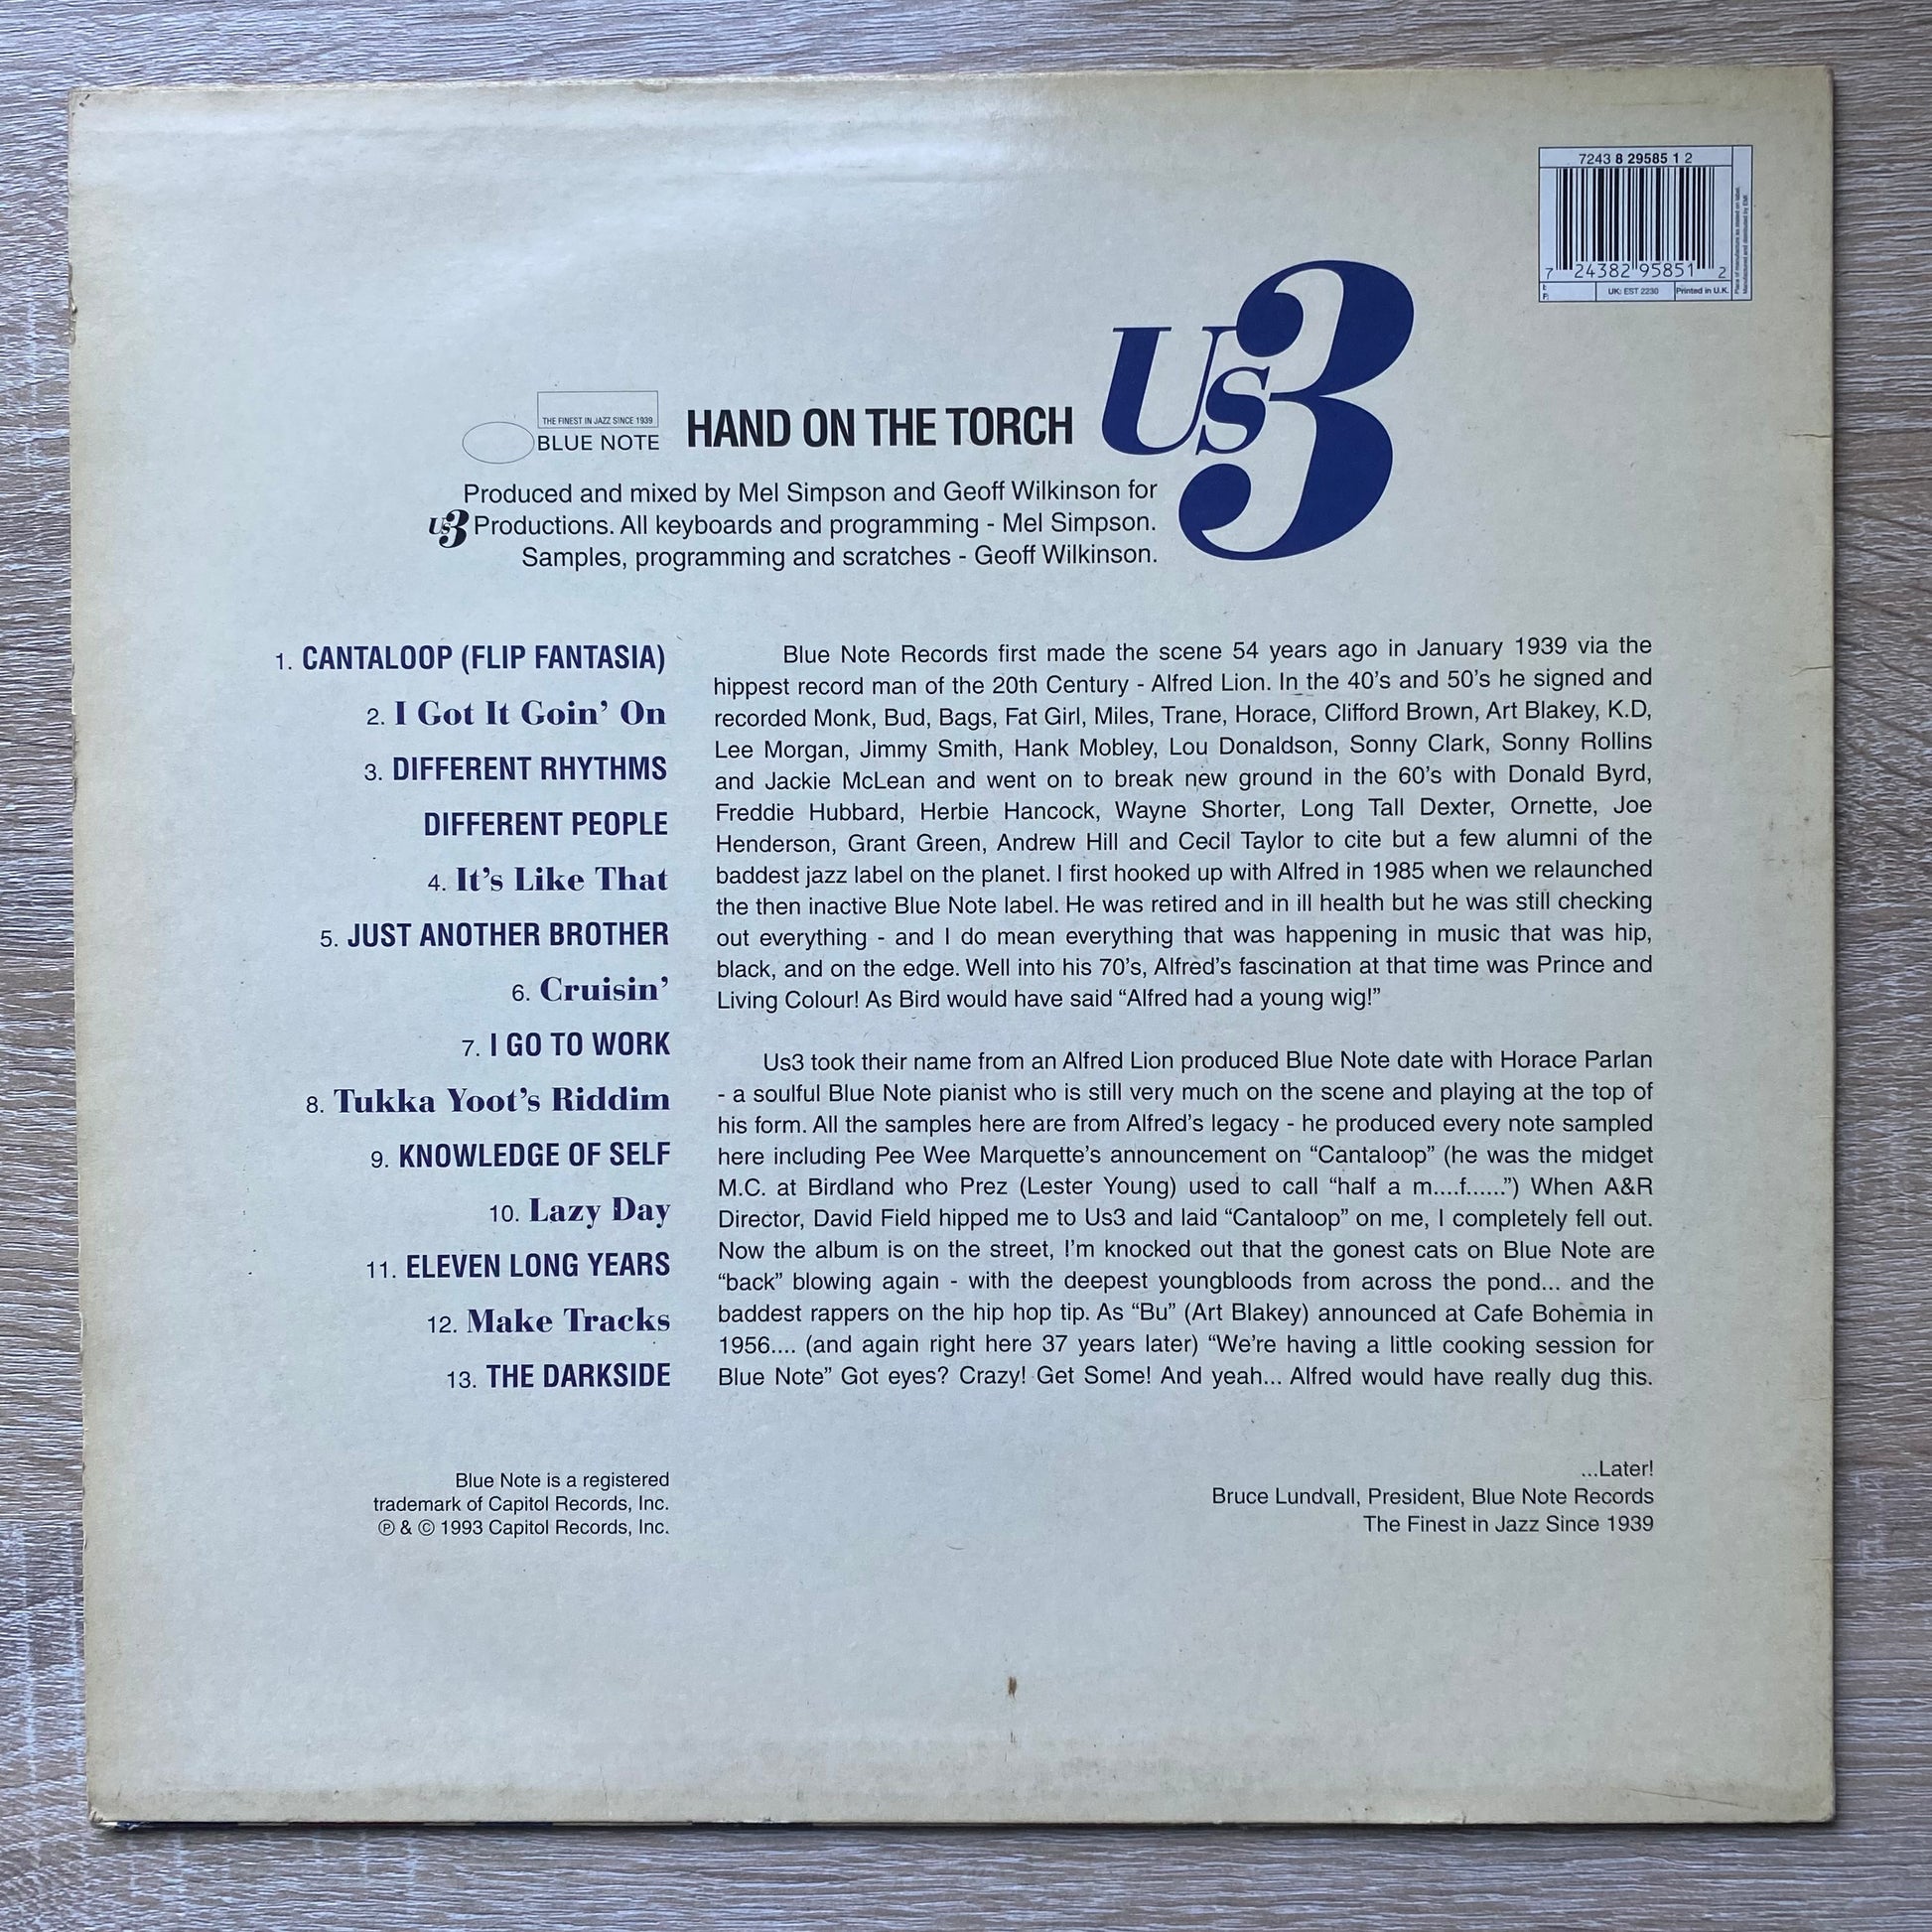 7243 8 29585 1 2
7 24382 95851 2
UK: EST 2230
Printed in U.K.
Us3
THE FINEST IN JAZZ SINCE 1939
BLUE NOTE
HAND ON THE TORCH
Produced and mixed by Mel Simpson and Geoff Wilkinson for
Us3 Productions. All keyboards and programming - Mel Simpson.
Samples, programming and scratches - Geoff Wilkinson.
1. CANTALOOP (FLIP FANTASIA)
2. I Got It Goin’ On
3. DIFFERENT RHYTHMS
DIFFERENT PEOPLE
4. It’s Like That
5. JUST ANOTHER BROTHER
6. Cruisin’
7. I GO TO WORK
8. Tukka Yoot’s Riddim
9. KNOWLEDGE OF SELF
10. Lazy Day
11. ELEVEN LONG YEARS
12. Make Tracks
13. THE DARKSIDE
Blue Note Records first made the scene 54 years ago in January 1939 via the
hippest record man of the 20th Century - Alfred Lion. In the 40’s and 50’s he signed and
recorded Monk, Bud, Bags, Fat Girl, Miles, Trane, Horace, Clifford Brown, Art Blakey, K.D,
Lee Morgan, Jimmy Smith, Hank Mobley, Lou Donaldson, Sonny Clark, Sonny Rollins
and Jackie McLean and went on to break new ground in the 60’s with Donald Byrd,
Freddie Hubbard, Herbie Hancock, Wayne Shorter, Long Tall Dexter, Ornette, Joe
Henderson, Grant Green, Andrew Hill and Cecil Taylor to cite but a few alumni of the
baddest jazz label on the planet. I first hooked up with Alfred in 1985 when we relaunched
the then inactive Blue Note label. He was retired and in ill health but he was still checking
out everything - and I do mean everything that was happening in music that was hip,
black, and on the edge. Well into his 70’s, Alfred’s fascination at that time was Prince and
Living Colour! As Bird would have said “Alfred had a young wig!”
Us3 took their name from an Alfred Lion produced Blue Note date with Horace Parlan
- a soulful Blue Note pianist who is still very much on the scene and playing at the top of
his form. All the samples here are from Alfred’s legacy - he produced every note sampled
here including Pee Wee Marquette’s announcement on “Cantaloop” (he was the midget
M.C. at Birdland who Prez (Lester Young) used to call “half a m....f......”) When A&R
Director, David Field hipped me to Us3 and laid “Cantaloop” on me, I completely fell out.
Now the album is on the street, I’m knocked out that the gonest cats on Blue Note are
“back” blowing again - with the deepest youngbloods from across the pond... and the
baddest rappers on the hip hop tip. As “Bu” (Art Blakey) announced at Cafe Bohemia in
1956.... (and again right here 37 years later) “We’re having a little cooking session for
Blue Note” Got eyes? Crazy! Get Some! And yeah... Alfred would have really dug this.
...Later!
Bruce Lundvall, President, Blue Note Records
The Finest in Jazz Since 1939
Blue Note is a registered
trademark of Capitol Records, Inc.
℗ & © 1993 Capitol Records, Inc.